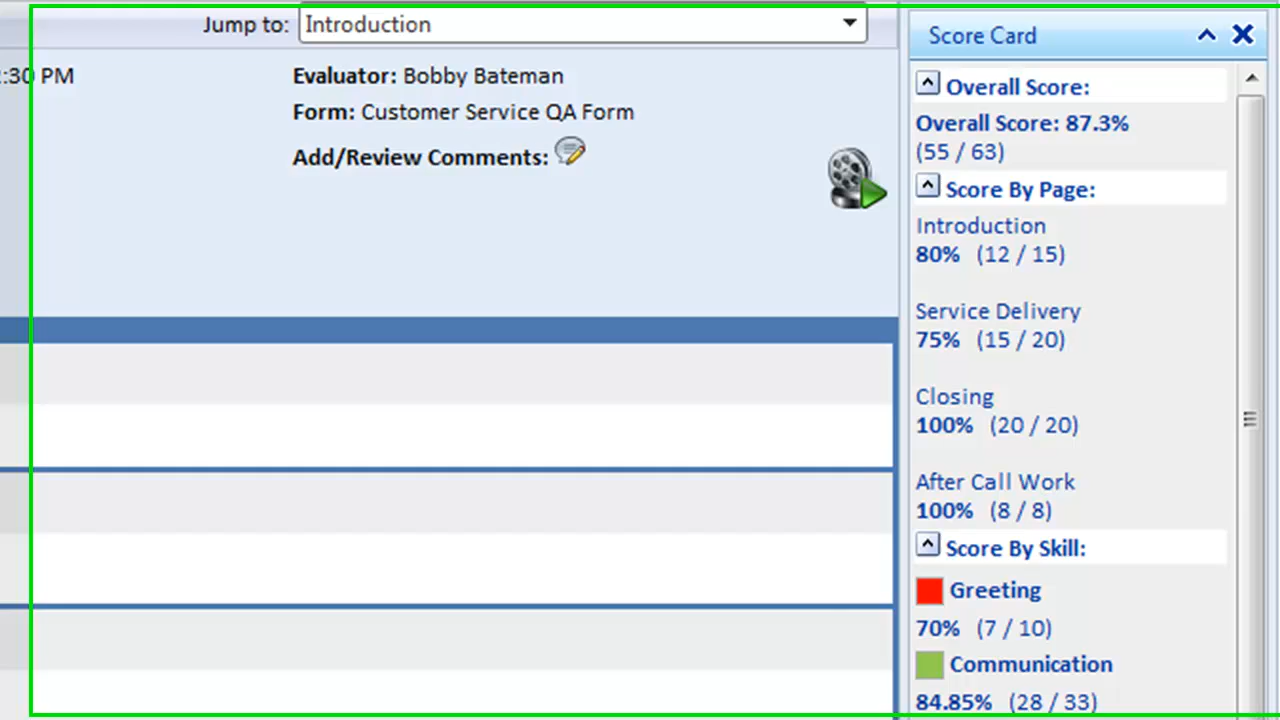 Jump to: Introduction
:30 PM
Evaluator: Bobby Bateman
Form: Customer Service QA Form
Add/Review Comments:
Score Card
Overall Score:
Overall Score: 87.3%
(55 / 63)
Score By Page:
Introduction
80% (12 / 15)
Service Delivery
75% (15 / 20)
Closing
100% (20 / 20)
After Call Work
100% (8 / 8)
Score By Skill:
Greeting
70% (7 / 10)
Communication
84.85% (28 / 33)